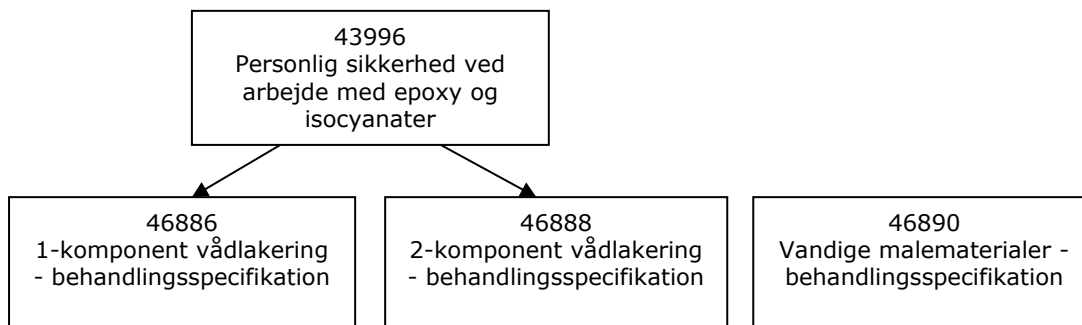 43996
Personlig sikkerhed ved
arbejde med epoxy og
isocyanater
46886
1-komponent vådlakering
- behandlingsspecifikation
46888
2-komponent vådlakering
- behandlingsspecifikation
46890
Vandige malematerialer -
behandlingsspecifikation